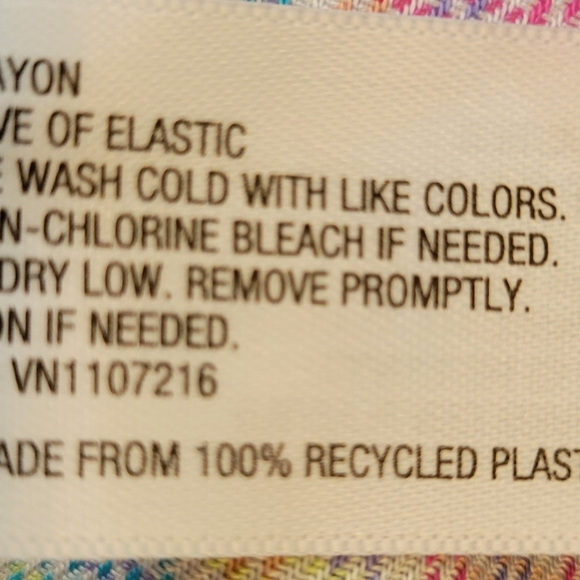 AYON
VE OF ELASTIC
E WASH COLD WITH LIKE COLORS.
N-CHLORINE BLEACH IF NEEDED.
DRY LOW. REMOVE PROMPTLY.
ON IF NEEDED.
VN1107216
ADE FROM 100% RECYCLED PLAST